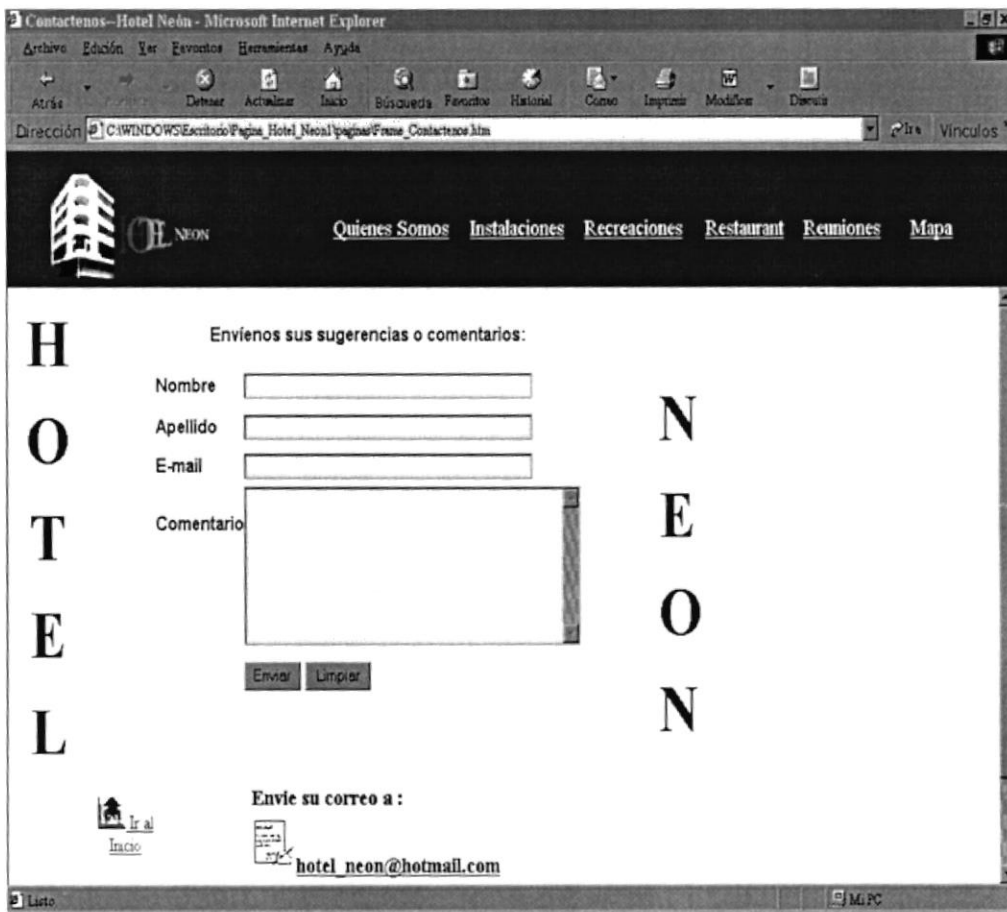 Contactenos--Hotel Neón - Microsoft Internet Explorer
Archivo Edición Ver Favoritos Herramientas Ayuda
Atrás Detener Actualizar Inicio Búsqueda Favoritos Historial Correo Imprimir Modificar Discutir
Dirección C:\WINDOWS\Escritorio\Pagina_Hotel_Neon1\paginas\Frame_Contactenos.htm Ir a Vínculos
NEON
Quienes Somos Instalaciones Recreaciones Restaurant Reuniones Mapa
HOTEL
Envíenos sus sugerencias o comentarios:
Nombre
Apellido
E-mail
Comentario
Enviar Limpiar
NEON
Envie su correo a :
Ir al
Inicio
hotel_neon@hotmail.com
Listo Mi PC